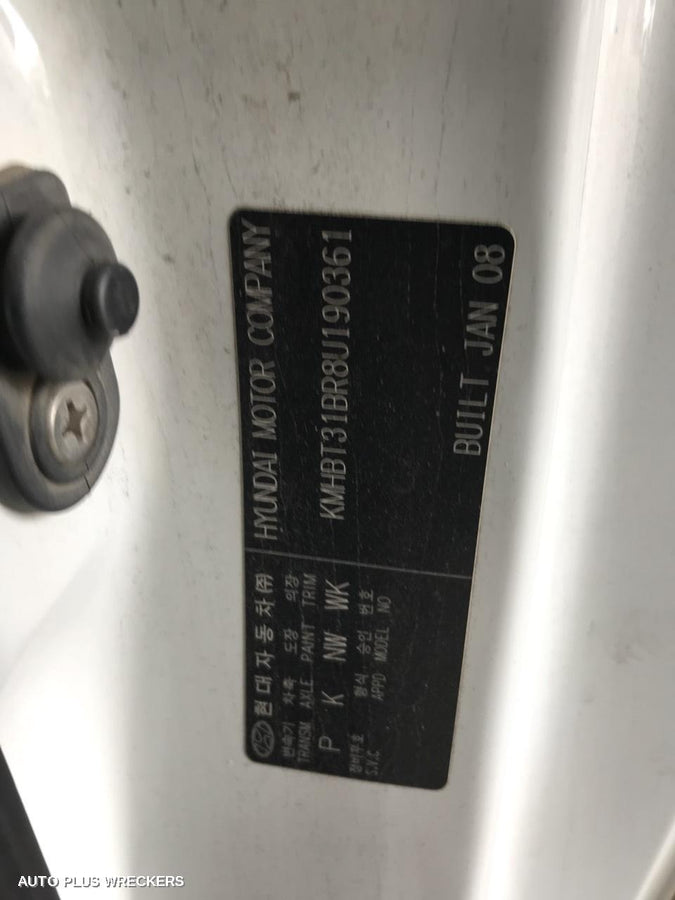 현대자동차㈜ HYUNDAI MOTOR COMPANY
변속기 차축 도장 의장
TRANSM AXLE PAINT TRIM
P K NW WK KMHBT31BR8U190361
정비부호 형식 승인 번호
S.V.C APPD MODEL NO
BUILT JAN 08
AUTO PLUS WRECKERS